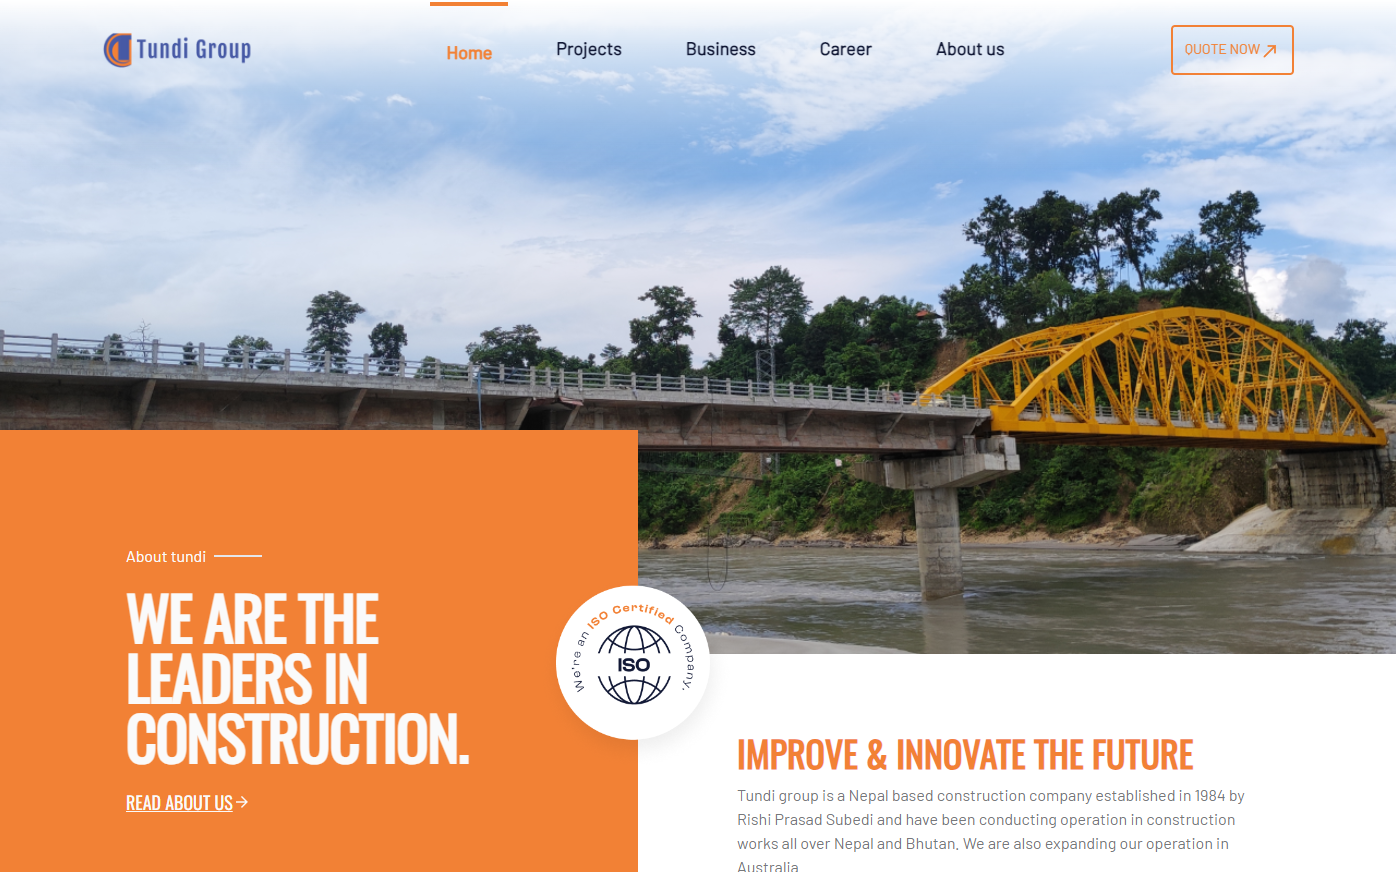 Tundi Group
Home
Projects
Business
Career
About us
QUOTE NOW
About tundi
WE ARE THE
LEADERS IN
CONSTRUCTION.
READ ABOUT US
We're an ISO Certified Company.
ISO
IMPROVE & INNOVATE THE FUTURE
Tundi group is a Nepal based construction company established in 1984 by
Rishi Prasad Subedi and have been conducting operation in construction
works all over Nepal and Bhutan. We are also expanding our operation in
Australia